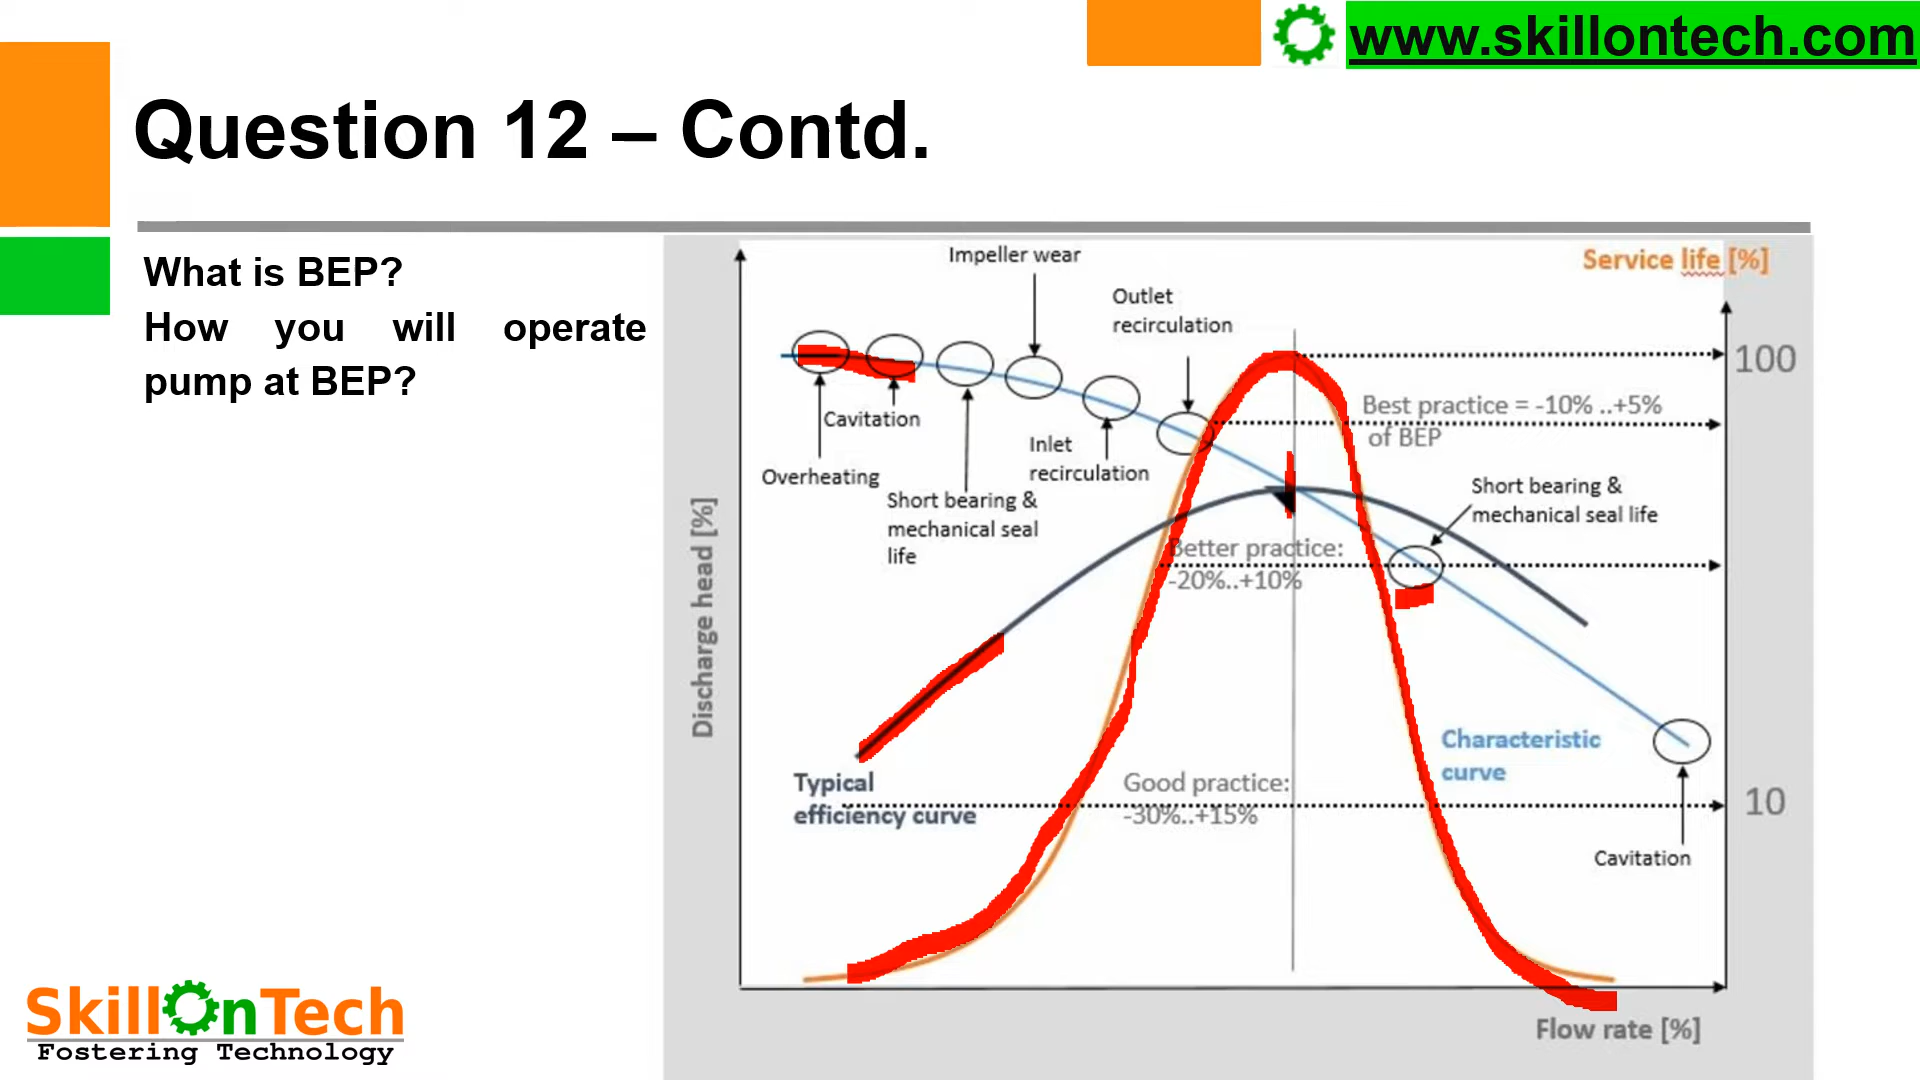 www.skillontech.com
Question 12 – Contd.
What is BEP?
How you will operate
pump at BEP?
Impeller wear
Service life [%]
Outlet
recirculation
100
Best practice = -10% ..+5%
of BEP
Cavitation
Inlet
recirculation
Overheating
Short bearing &
mechanical seal
life
Short bearing &
mechanical seal life
Discharge head [%]
Better practice:
-20%..+10%
Characteristic
curve
Typical
efficiency curve
Good practice:
-30%..+15%
10
Cavitation
Flow rate [%]
SkillOnTech
Fostering Technology